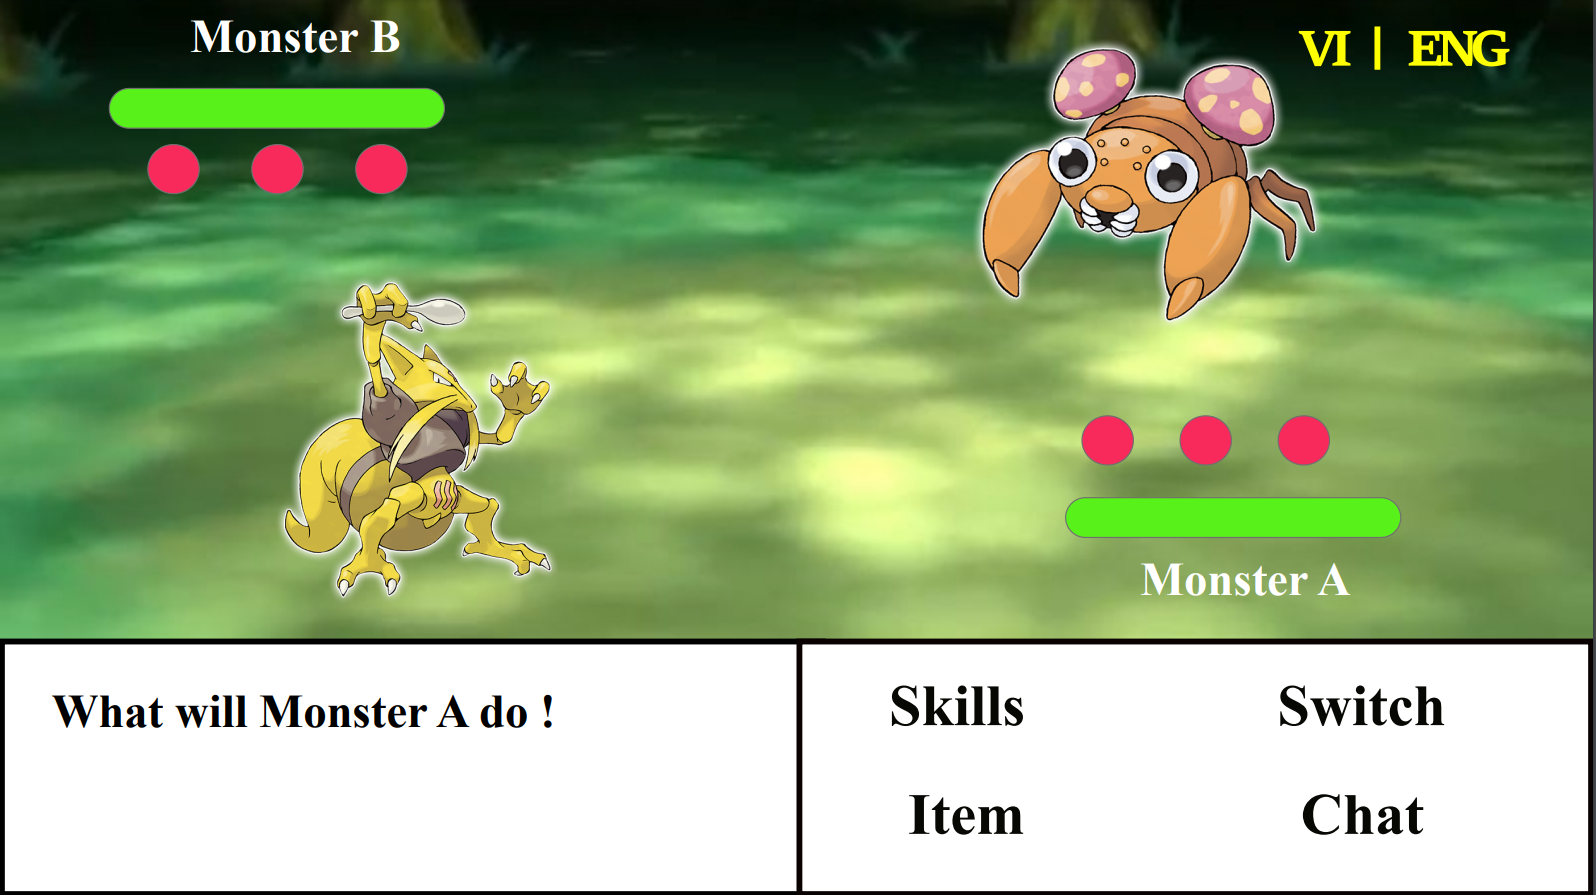 Monster B
VI | ENG
Monster A
What will Monster A do !
Skills
Switch
Item
Chat